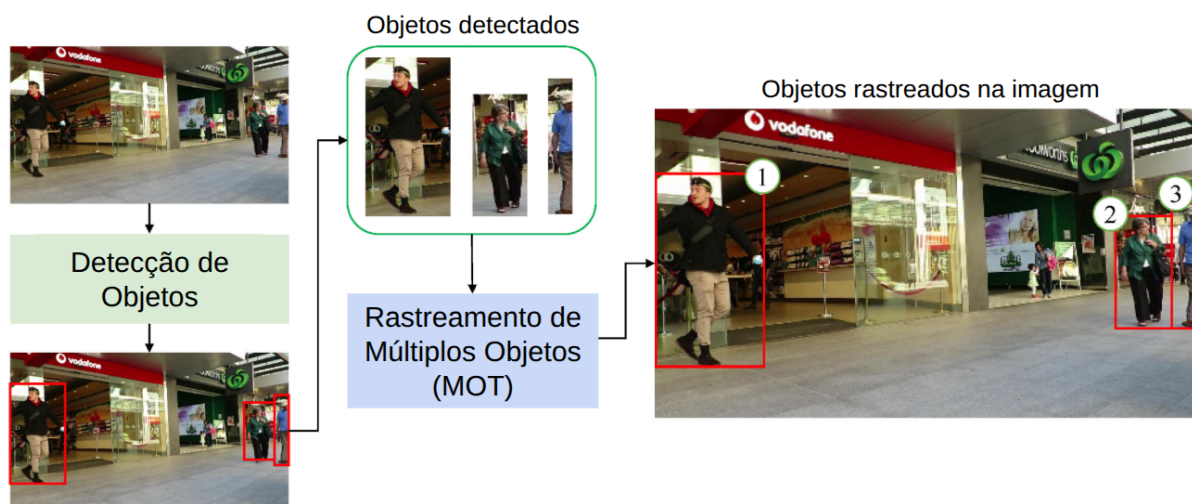 Objetos detectados
vodafone
Detecção de
Objetos
vodafone
Rastreamento de
Múltiplos Objetos
(MOT)
Objetos rastreados na imagem
vodafone
1
2
3